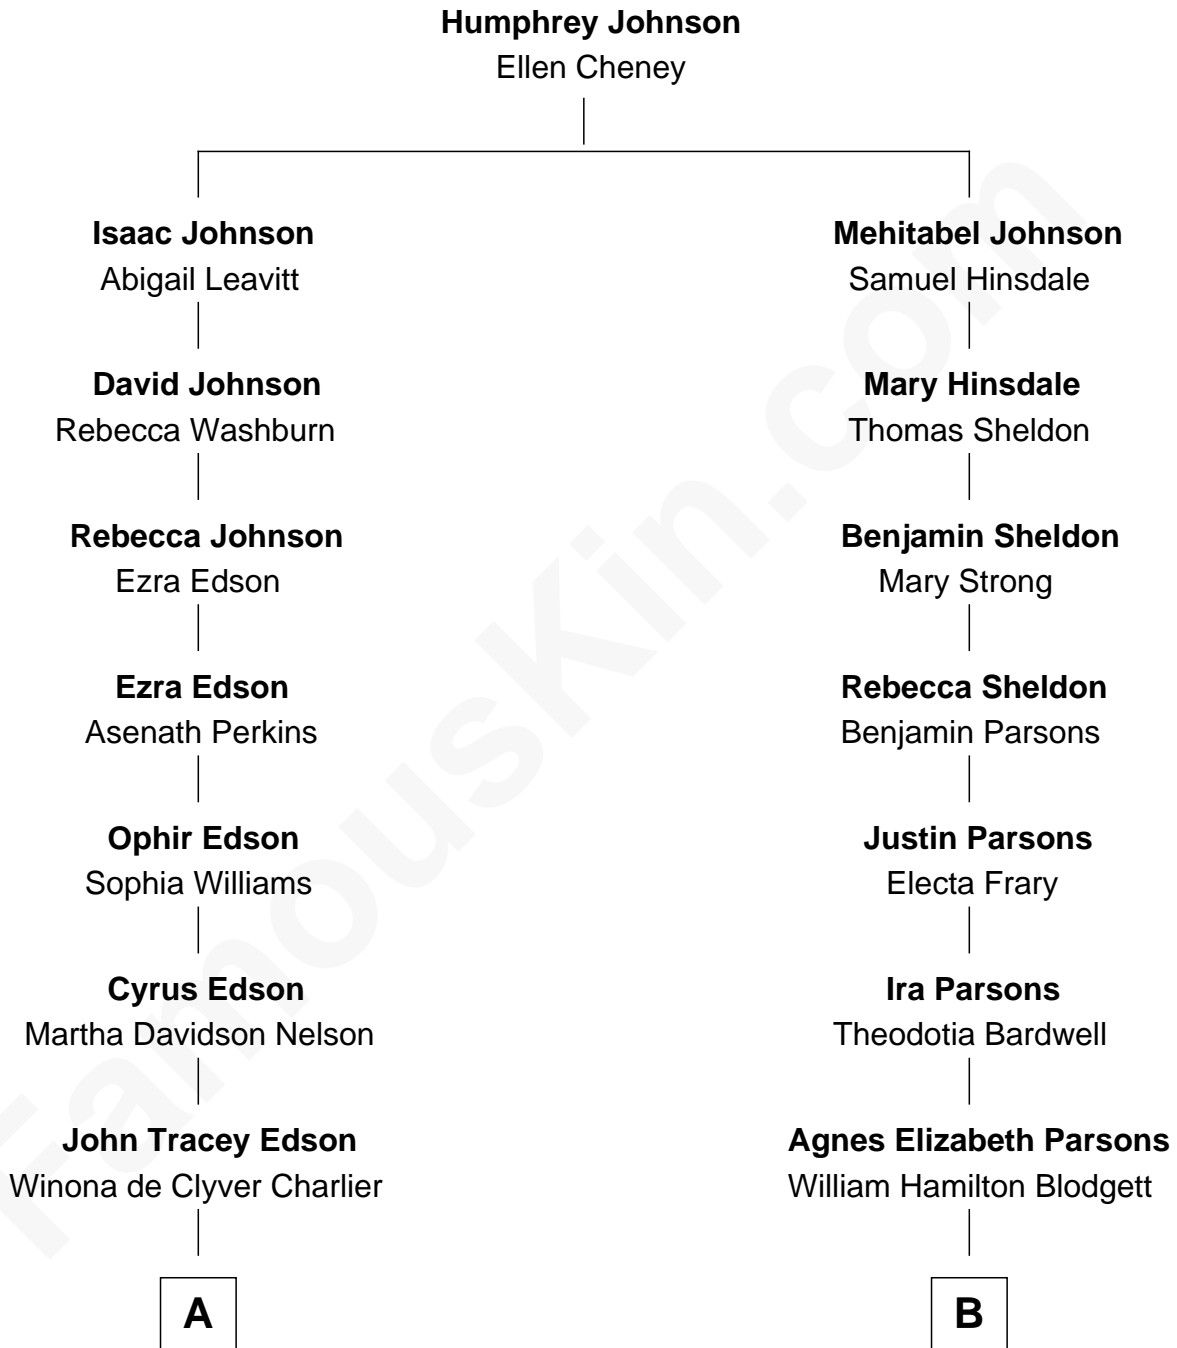 Humphrey Johnson
Ellen Cheney
Isaac Johnson
Abigail Leavitt
David Johnson
Rebecca Washburn
Rebecca Johnson
Ezra Edson
Ezra Edson
Asenath Perkins
Ophir Edson
Sophia Williams
Cyrus Edson
Martha Davidson Nelson
John Tracey Edson
Winona de Clyver Charlier
A
Mehitabel Johnson
Samuel Hinsdale
Mary Hinsdale
Thomas Sheldon
Benjamin Sheldon
Mary Strong
Rebecca Sheldon
Benjamin Parsons
Justin Parsons
Electa Frary
Ira Parsons
Theodotia Bardwell
Agnes Elizabeth Parsons
William Hamilton Blodgett
B
FamousKin.com